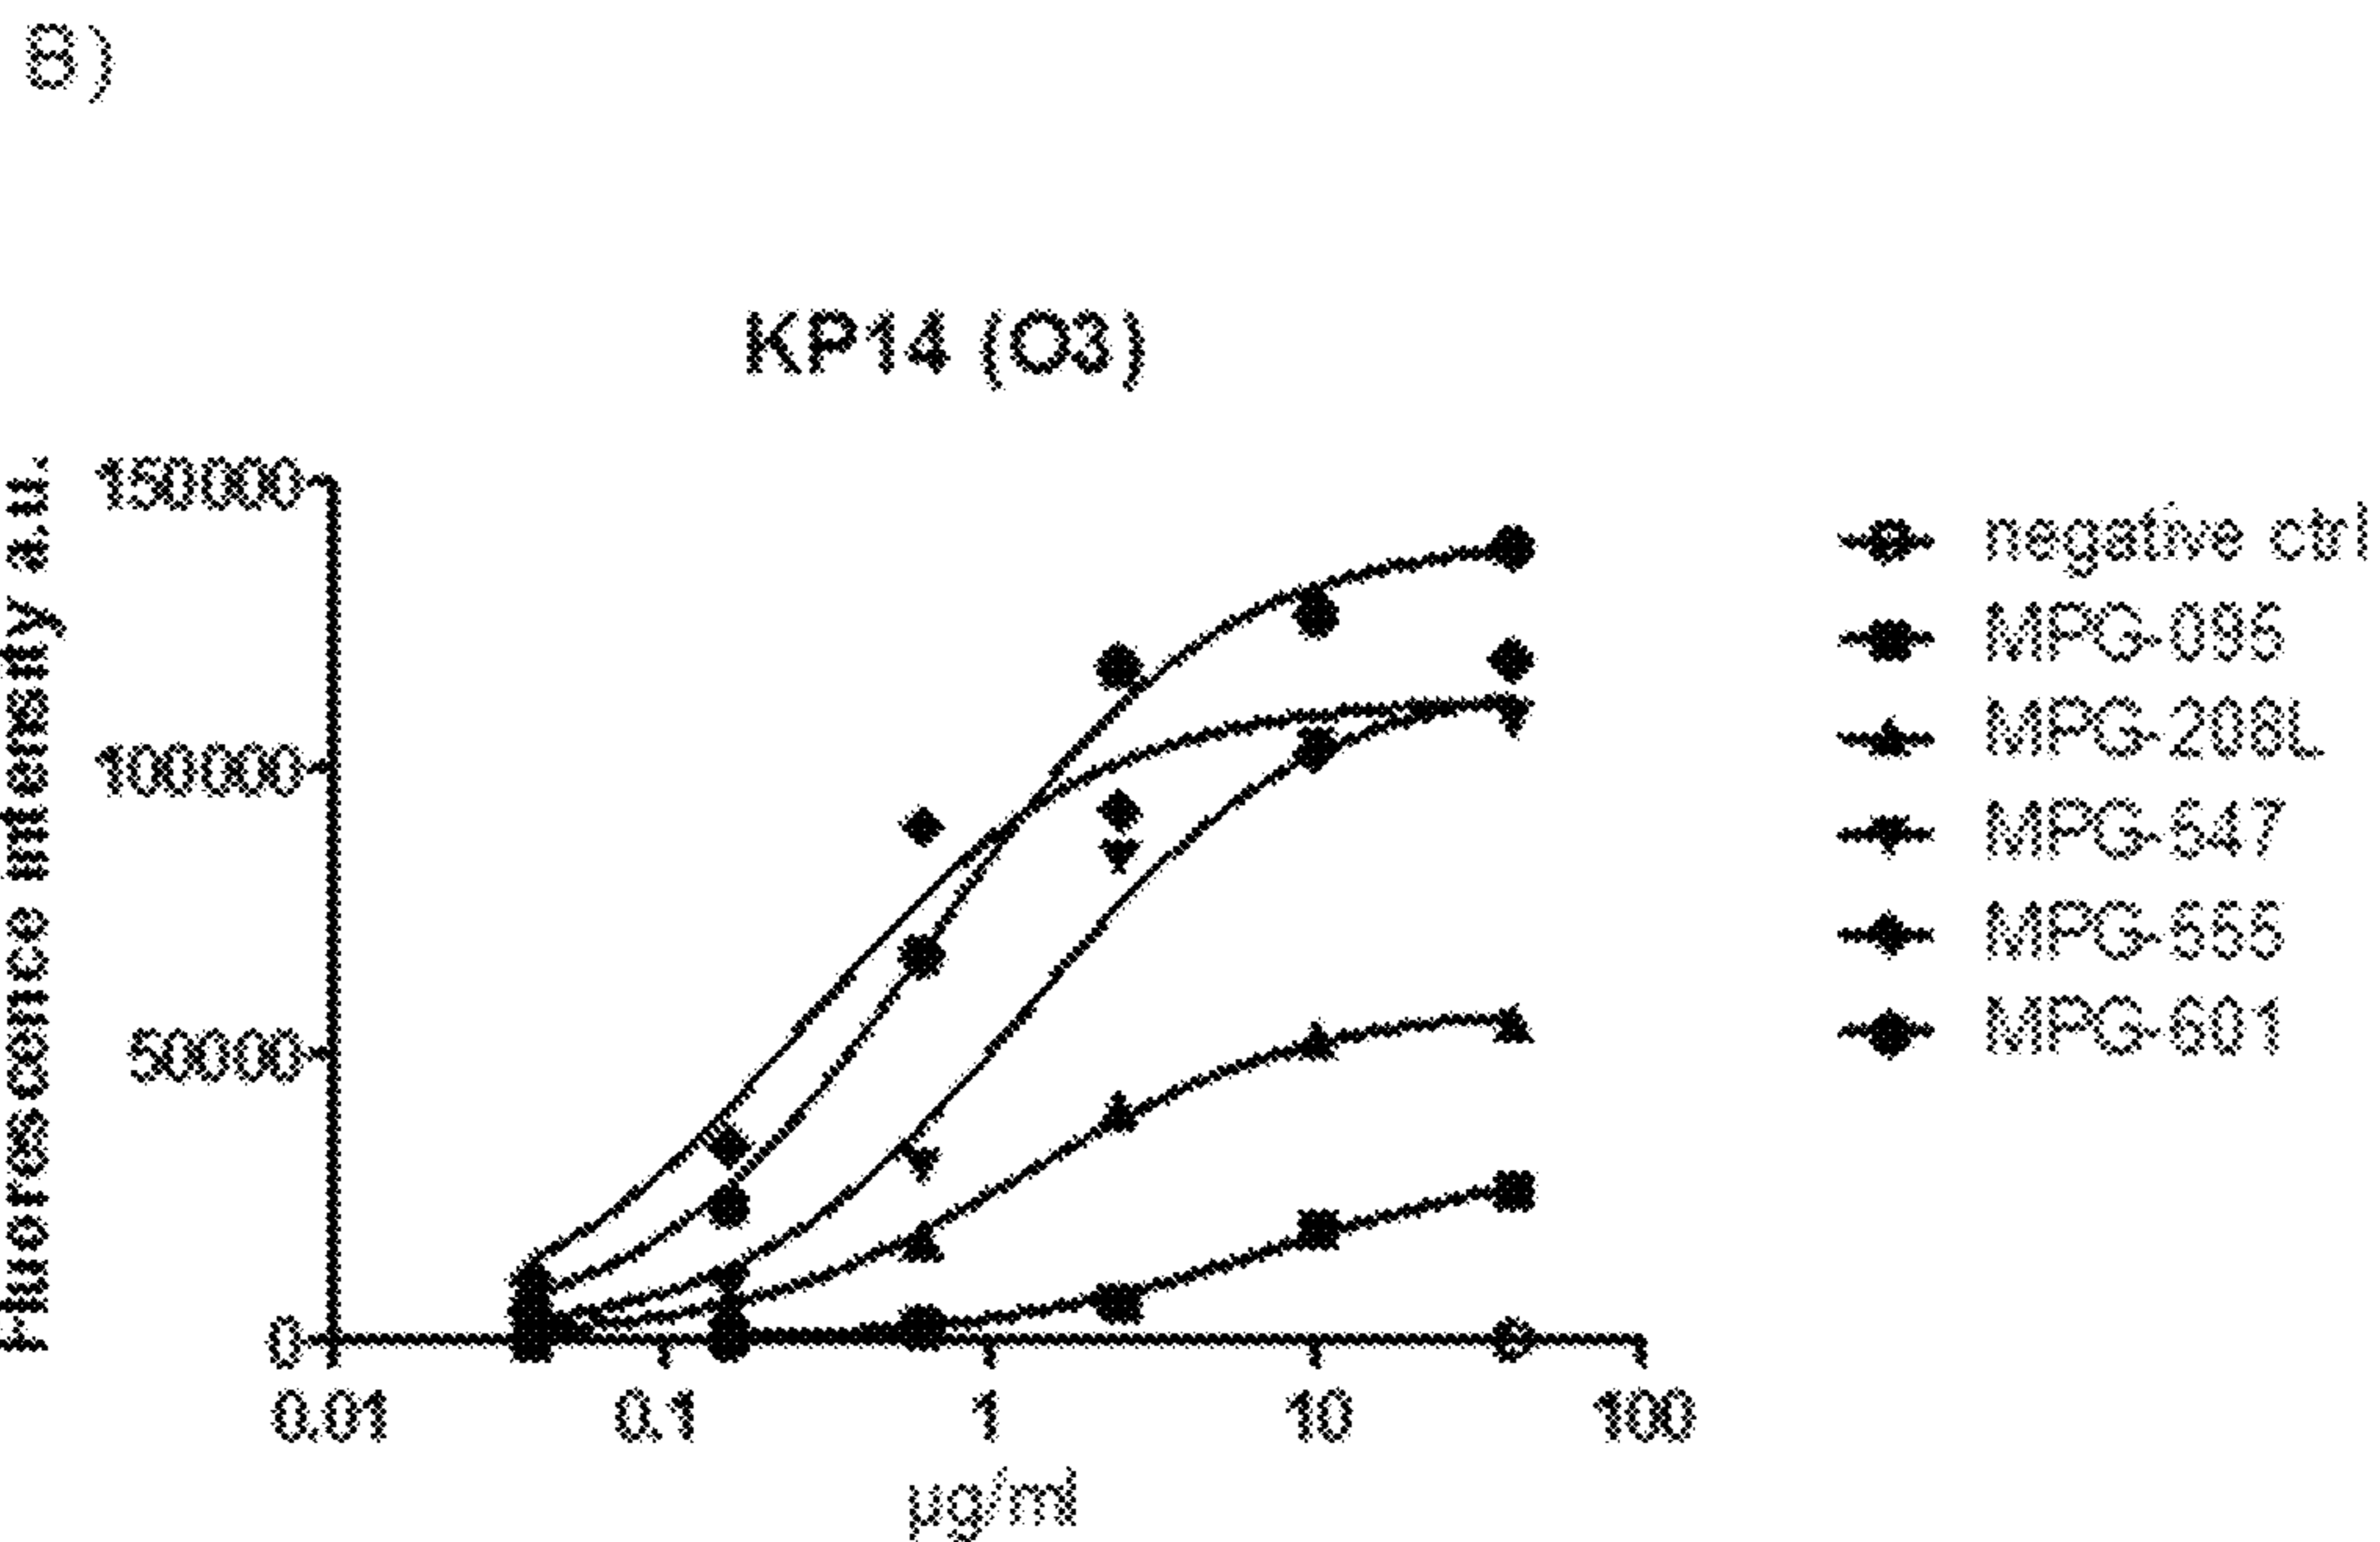 B)
KP14 (O3)
Fluorescence intensity a.u.
150000
100000
50000
0
0.01
0.1
1
10
100
µg/ml
negative ctrl
MPG-095
MPG-208L
MPG-547
MPG-555
MPG-601